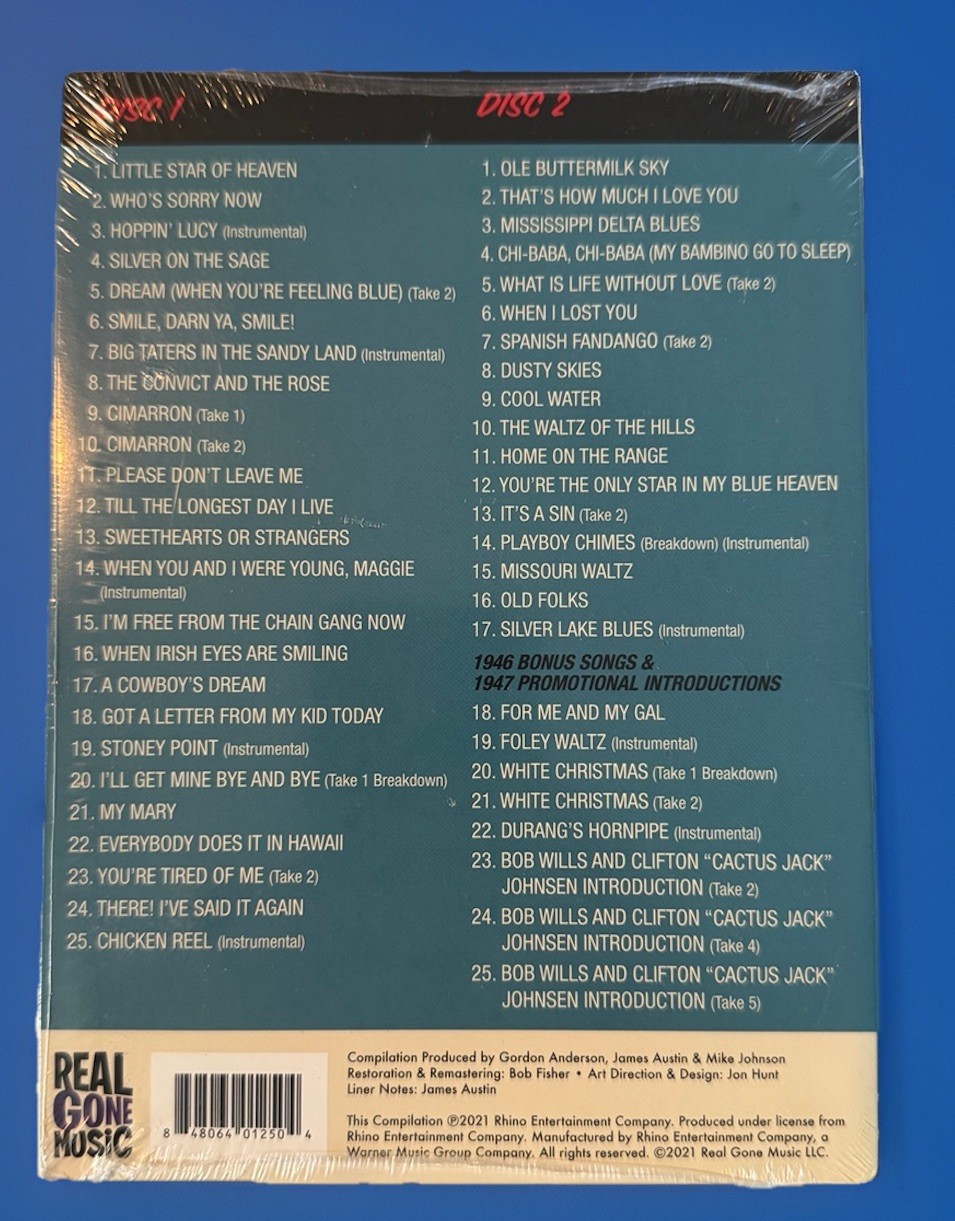 DISC 1
1. LITTLE STAR OF HEAVEN
2. WHO'S SORRY NOW
3. HOPPIN' LUCY (Instrumental)
4. SILVER ON THE SAGE
5. DREAM (WHEN YOU'RE FEELING BLUE) (Take 2)
6. SMILE, DARN YA, SMILE!
7. BIG TATERS IN THE SANDY LAND (Instrumental)
8. THE CONVICT AND THE ROSE
9. CIMARRON (Take 1)
10. CIMARRON (Take 2)
11. PLEASE DON'T LEAVE ME
12. TILL THE LONGEST DAY I LIVE
13. SWEETHEARTS OR STRANGERS
14. WHEN YOU AND I WERE YOUNG, MAGGIE
(Instrumental)
15. I'M FREE FROM THE CHAIN GANG NOW
16. WHEN IRISH EYES ARE SMILING
17. A COWBOY'S DREAM
18. GOT A LETTER FROM MY KID TODAY
19. STONEY POINT (Instrumental)
20. I'LL GET MINE BYE AND BYE (Take 1 Breakdown)
21. MY MARY
22. EVERYBODY DOES IT IN HAWAII
23. YOU'RE TIRED OF ME (Take 2)
24. THERE! I'VE SAID IT AGAIN
25. CHICKEN REEL (Instrumental)
DISC 2
1. OLE BUTTERMILK SKY
2. THAT'S HOW MUCH I LOVE YOU
3. MISSISSIPPI DELTA BLUES
4. CHI-BABA, CHI-BABA (MY BAMBINO GO TO SLEEP)
5. WHAT IS LIFE WITHOUT LOVE (Take 2)
6. WHEN I LOST YOU
7. SPANISH FANDANGO (Take 2)
8. DUSTY SKIES
9. COOL WATER
10. THE WALTZ OF THE HILLS
11. HOME ON THE RANGE
12. YOU'RE THE ONLY STAR IN MY BLUE HEAVEN
13. IT'S A SIN (Take 2)
14. PLAYBOY CHIMES (Breakdown) (Instrumental)
15. MISSOURI WALTZ
16. OLD FOLKS
17. SILVER LAKE BLUES (Instrumental)
1946 BONUS SONGS &
1947 PROMOTIONAL INTRODUCTIONS
18. FOR ME AND MY GAL
19. FOLEY WALTZ (Instrumental)
20. WHITE CHRISTMAS (Take 1 Breakdown)
21. WHITE CHRISTMAS (Take 2)
22. DURANG'S HORNPIPE (Instrumental)
23. BOB WILLS AND CLIFTON “CACTUS JACK”
JOHNSEN INTRODUCTION (Take 2)
24. BOB WILLS AND CLIFTON “CACTUS JACK”
JOHNSEN INTRODUCTION (Take 4)
25. BOB WILLS AND CLIFTON “CACTUS JACK”
JOHNSEN INTRODUCTION (Take 5)
REAL
GONE
MUSIC
8 48064 01250 4
Compilation Produced by Gordon Anderson, James Austin & Mike Johnson
Restoration & Remastering: Bob Fisher • Art Direction & Design: Jon Hunt
Liner Notes: James Austin
This Compilation ℗2021 Rhino Entertainment Company. Produced under license from
Rhino Entertainment Company. Manufactured by Rhino Entertainment Company, a
Warner Music Group Company. All rights reserved. ©2021 Real Gone Music LLC.